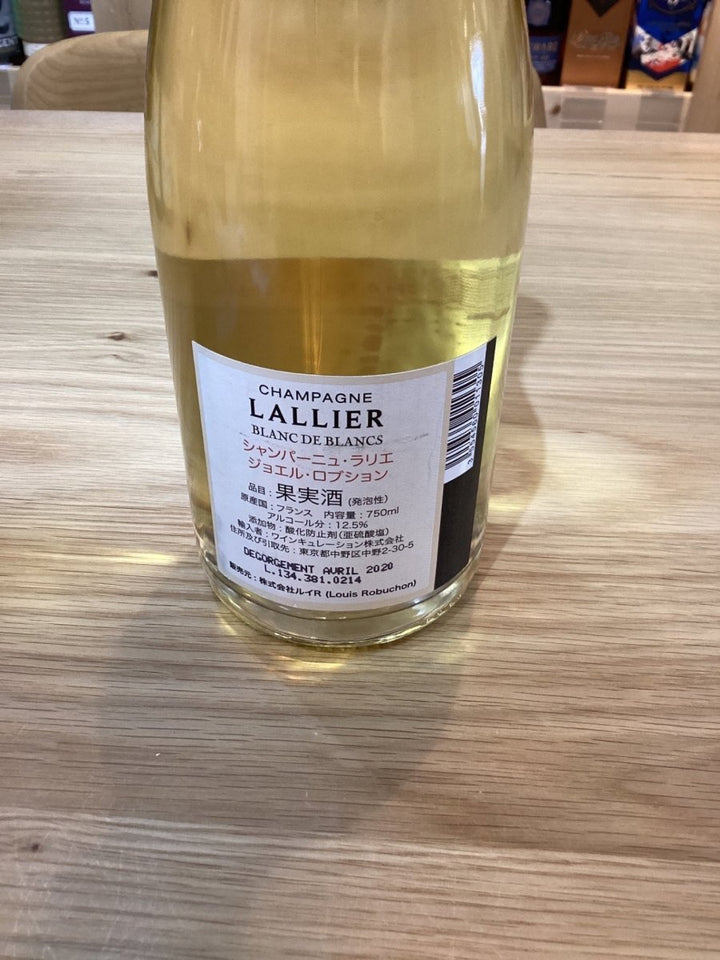 CHAMPAGNE
LALLIER
BLANC DE BLANCS
シャンパーニュ・ラリエ
ジョエル・ロブション
品目：果実酒（発泡性）
原産国：フランス 内容量：750ml
アルコール分：12.5%
添加物：酸化防止剤（亜硫酸塩）
輸入者：ワインキュレーション株式会社
住所及び引取先：東京都中野区中野2-30-5
DEGORGEMENT AVRIL 2020
L.134.381.0214
販売元：株式会社ルイR (Louis Robuchon)